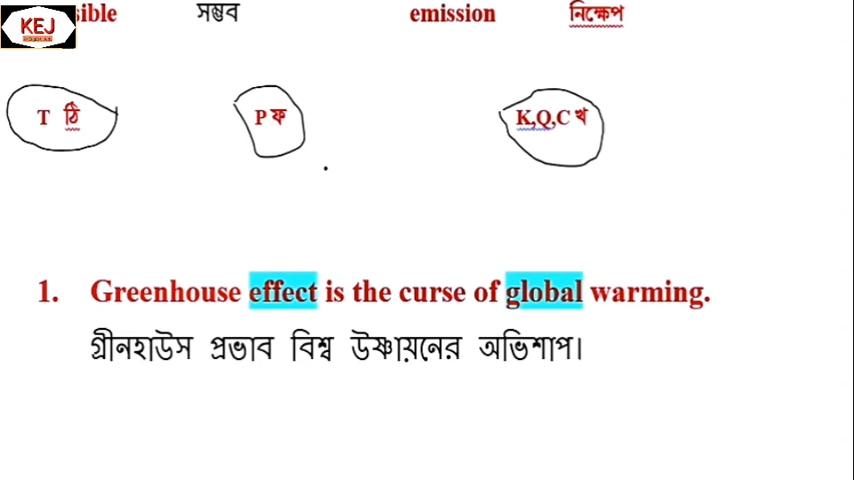 KEJ
sible সম্ভব emission নিক্ষেপ
T ঠি P ফ K,Q,C খ
1. Greenhouse effect is the curse of global warming.
গ্রীনহাউস প্রভাব বিশ্ব উষ্ণায়নের অভিশাপ।